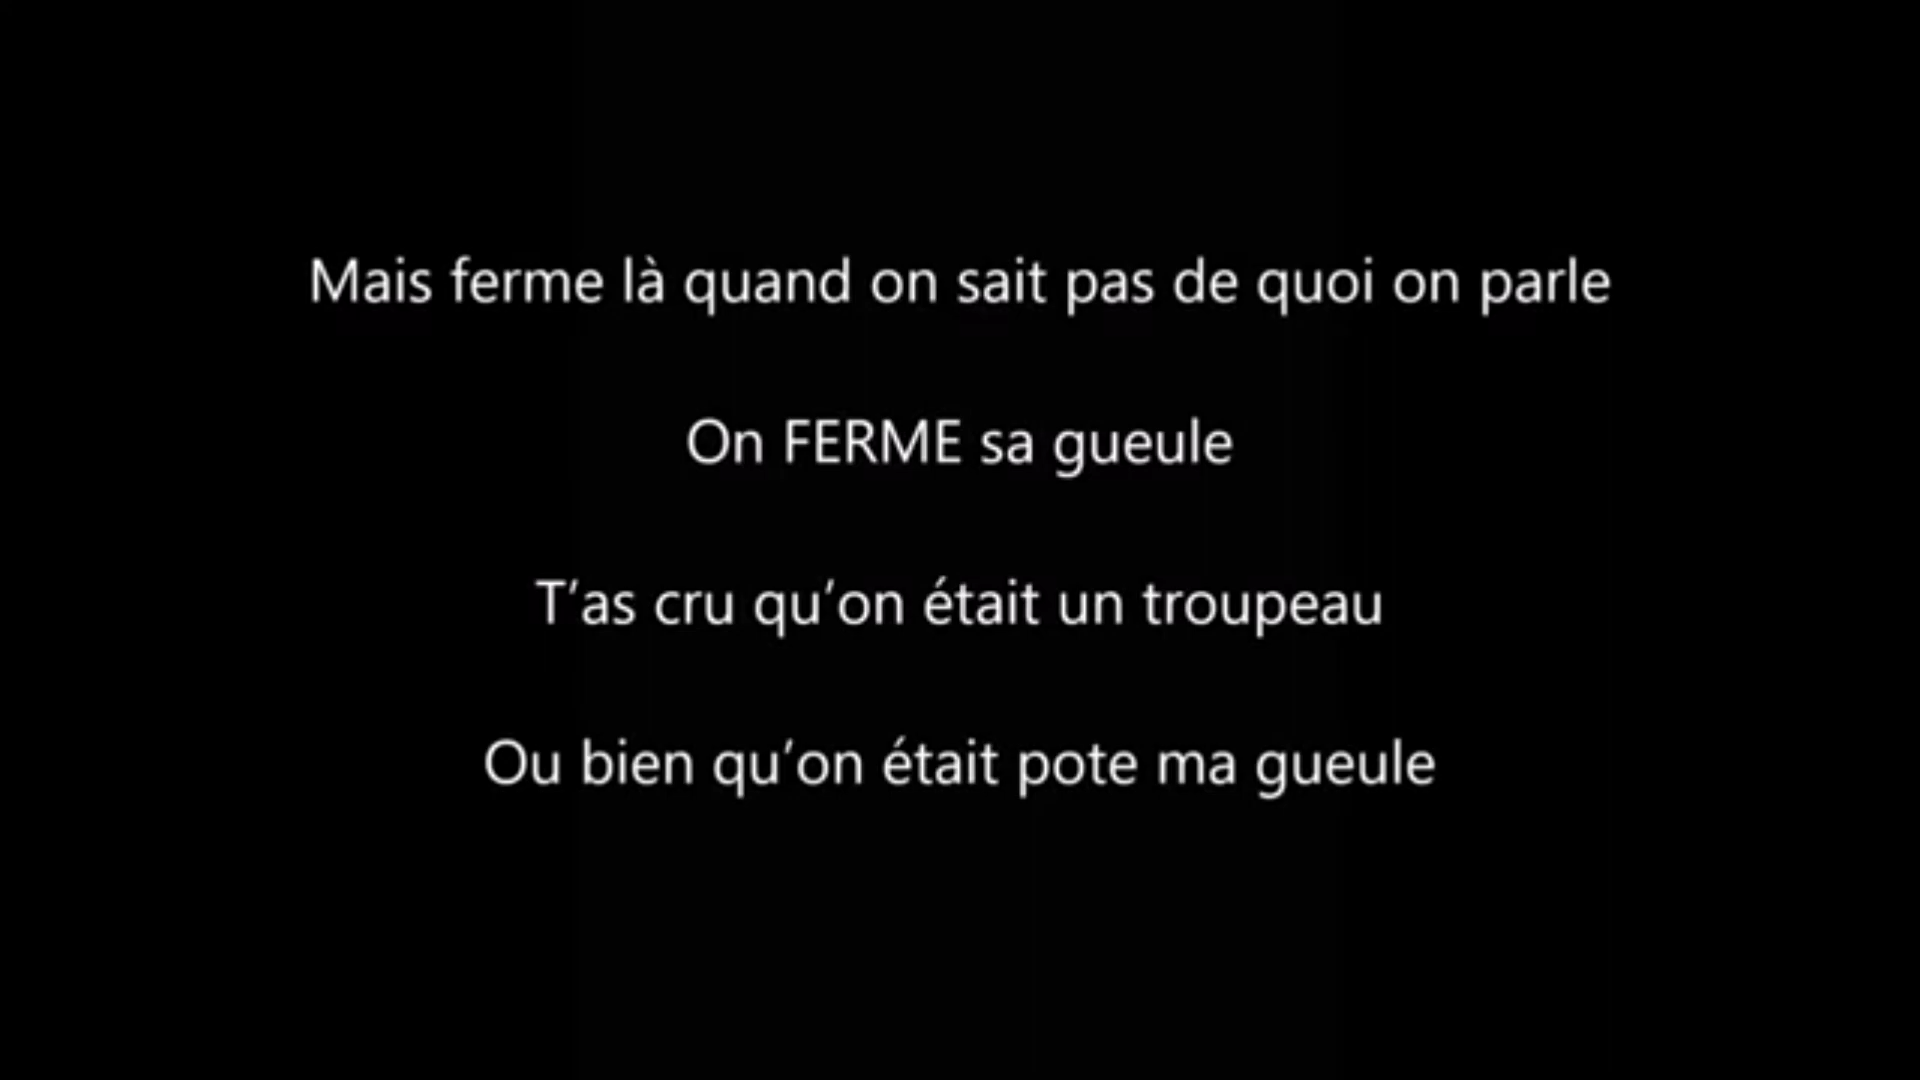 Mais ferme là quand on sait pas de quoi on parle
On FERME sa gueule
T’as cru qu’on était un troupeau
Ou bien qu’on était pote ma gueule